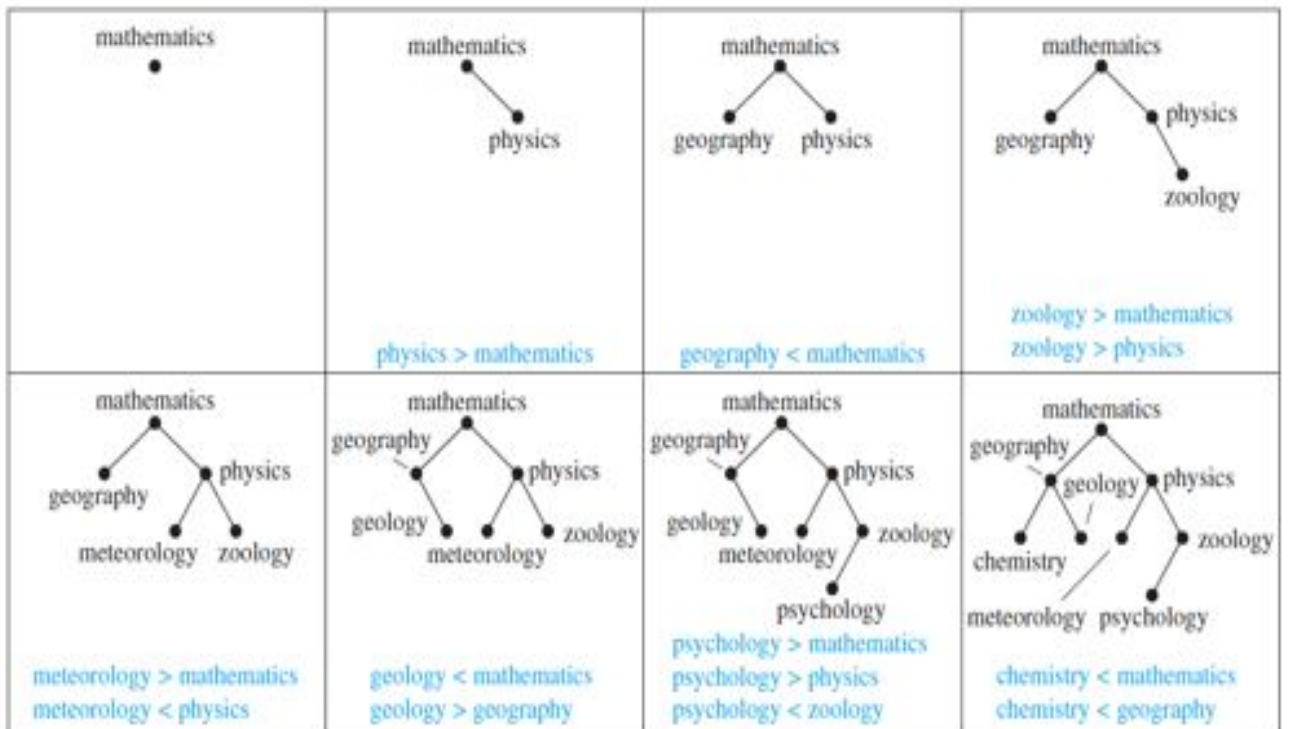 mathematics
mathematics
physics
physics > mathematics
mathematics
geography physics
geography < mathematics
mathematics
physics
geography
zoology
zoology > mathematics
zoology > physics
mathematics
physics
geography
meteorology zoology
meteorology > mathematics
meteorology < physics
mathematics
geography
physics
geology
zoology
meteorology
geology < mathematics
geology > geography
mathematics
geography
physics
geology
zoology
meteorology
psychology
psychology > mathematics
psychology > physics
psychology < zoology
mathematics
geography
geology physics
zoology
chemistry
meteorology psychology
chemistry < mathematics
chemistry < geography